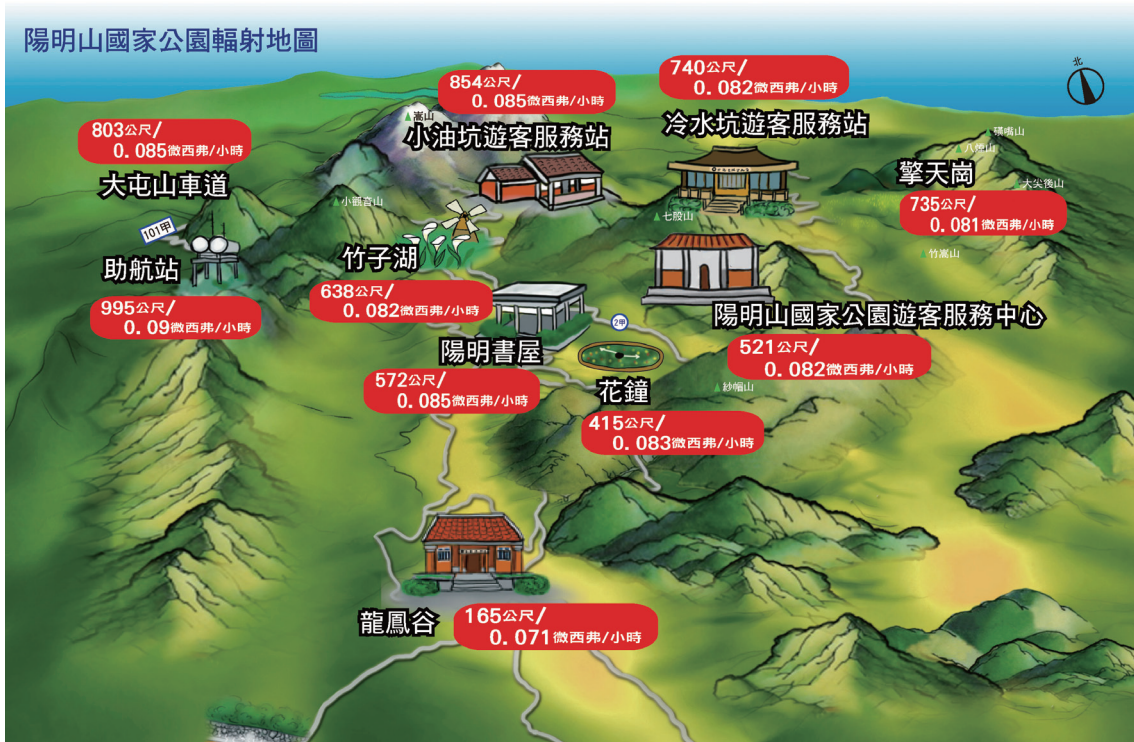 陽明山國家公園輻射地圖
北
854公尺/
0.085微西弗/小時
小油坑遊客服務站
740公尺/
0.082微西弗/小時
冷水坑遊客服務站
803公尺/
0.085微西弗/小時
大屯山車道
嵩山
磺嘴山
八煙山
大尖後山
擎天崗
735公尺/
0.081微西弗/小時
小觀音山
七股山
竹嵩山
101甲
助航站
995公尺/
0.09微西弗/小時
竹子湖
638公尺/
0.082微西弗/小時
陽明書屋
572公尺/
0.085微西弗/小時
2甲
陽明山國家公園遊客服務中心
521公尺/
0.082微西弗/小時
花鐘
415公尺/
0.083微西弗/小時
紗帽山
龍鳳谷
165公尺/
0.071微西弗/小時